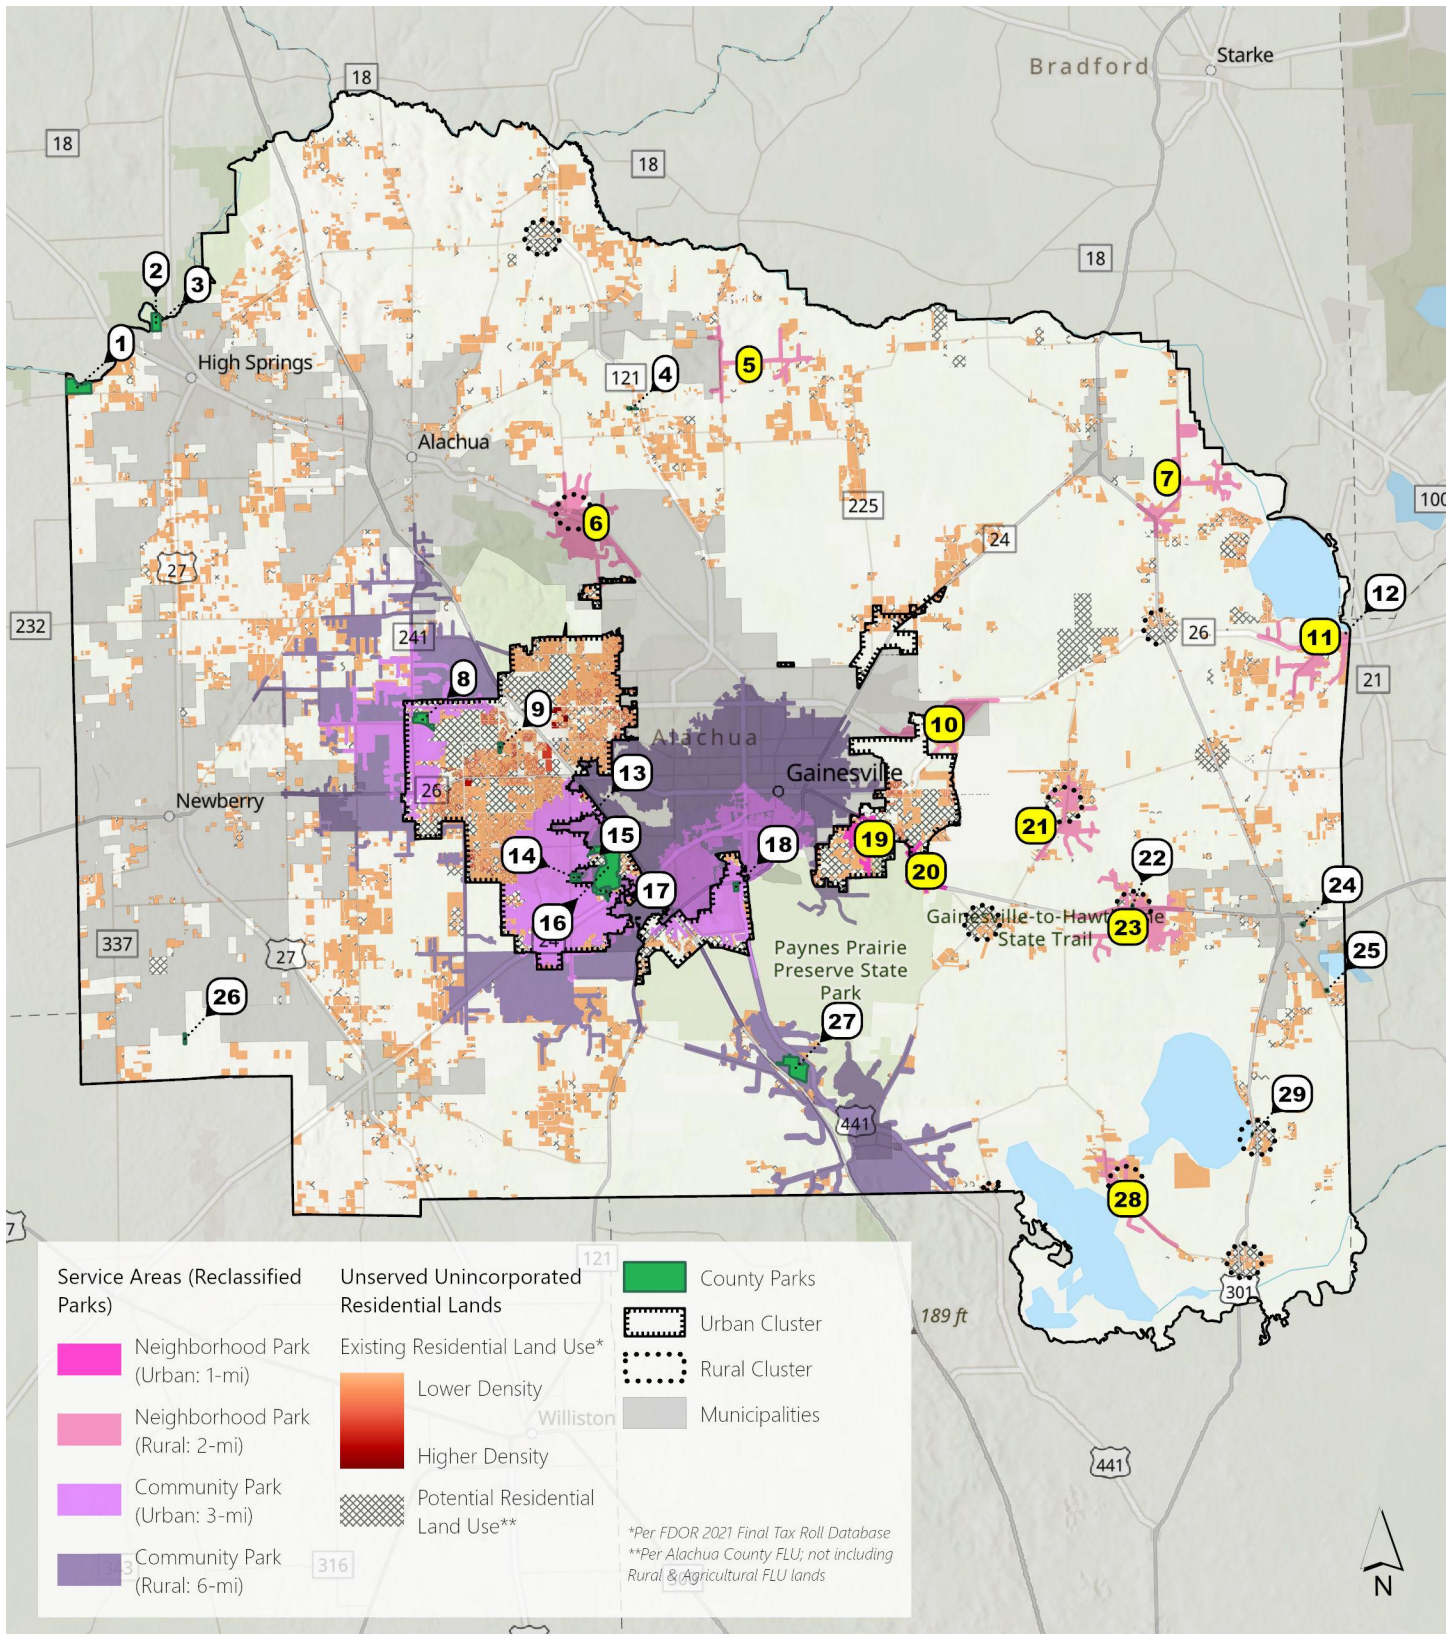 Bradford
Starke
18
18
18
18
2
3
1
High Springs
121
4
5
Alachua
7
6
225
100
24
27
12
232
241
26
11
21
8
9
10
Alachua
13
Gainesville
26
Newberry
15
19
21
14
18
22
20
17
24
16
Gainesville-to-Hawt
State Trail
23
337
27
Paynes Prairie
Preserve State
Park
25
24
26
27
29
441
28
7
121
301
189 ft
Service Areas (Reclassified
Parks)
Neighborhood Park
(Urban: 1-mi)
Neighborhood Park
(Rural: 2-mi)
Community Park
(Urban: 3-mi)
Community Park
(Rural: 6-mi)
Unserved Unincorporated
Residential Lands
Existing Residential Land Use*
Lower Density
Higher Density
Potential Residential
Land Use**
County Parks
Urban Cluster
Rural Cluster
Municipalities
Williston
441
*Per FDOR 2021 Final Tax Roll Database
**Per Alachua County FLU; not including
Rural & Agricultural FLU lands
316
N